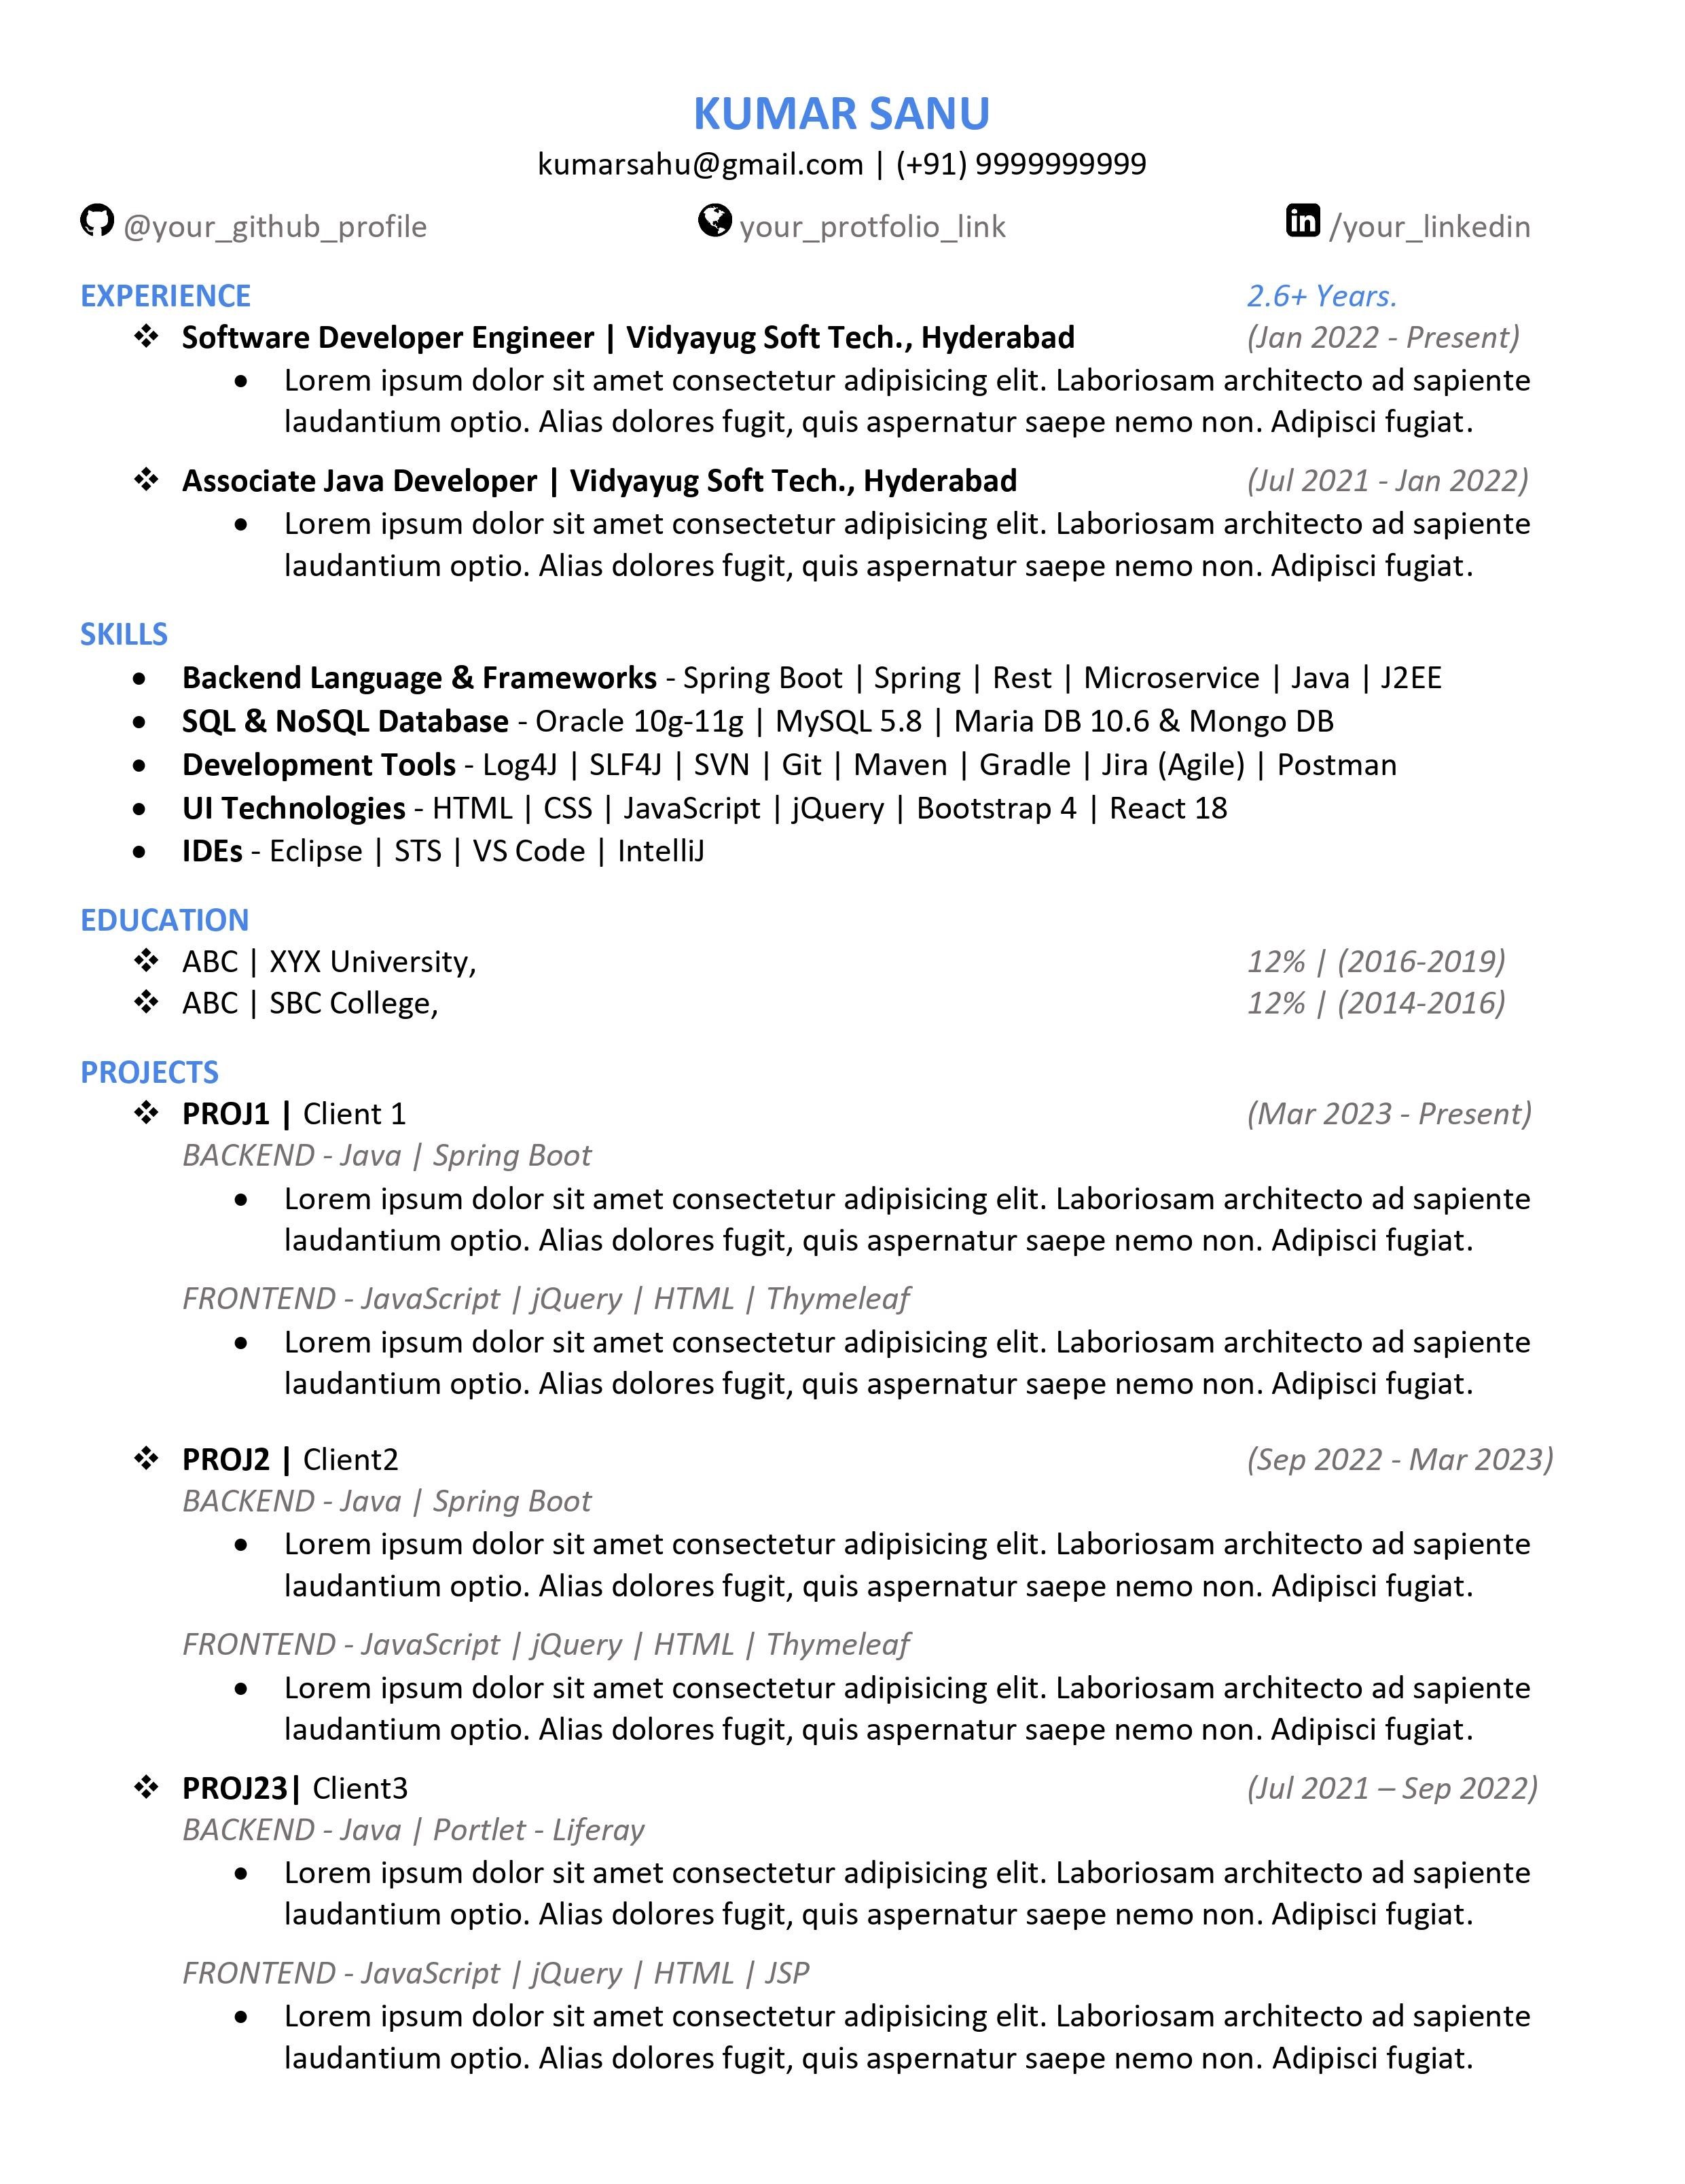 KUMAR SANU
kumarsahu@gmail.com | (+91) 9999999999
@your_github_profile your_protfolio_link /your_linkedin
EXPERIENCE 2.6+ Years.
❖ Software Developer Engineer | Vidyayug Soft Tech., Hyderabad (Jan 2022 - Present)
• Lorem ipsum dolor sit amet consectetur adipisicing elit. Laboriosam architecto ad sapiente
laudantium optio. Alias dolores fugit, quis aspernatur saepe nemo non. Adipisci fugiat.
❖ Associate Java Developer | Vidyayug Soft Tech., Hyderabad (Jul 2021 - Jan 2022)
• Lorem ipsum dolor sit amet consectetur adipisicing elit. Laboriosam architecto ad sapiente
laudantium optio. Alias dolores fugit, quis aspernatur saepe nemo non. Adipisci fugiat.
SKILLS
• Backend Language & Frameworks - Spring Boot | Spring | Rest | Microservice | Java | J2EE
• SQL & NoSQL Database - Oracle 10g-11g | MySQL 5.8 | Maria DB 10.6 & Mongo DB
• Development Tools - Log4J | SLF4J | SVN | Git | Maven | Gradle | Jira (Agile) | Postman
• UI Technologies - HTML | CSS | JavaScript | jQuery | Bootstrap 4 | React 18
• IDEs - Eclipse | STS | VS Code | IntelliJ
EDUCATION
❖ ABC | XYX University, 12% | (2016-2019)
❖ ABC | SBC College, 12% | (2014-2016)
PROJECTS
❖ PROJ1 | Client 1 (Mar 2023 - Present)
BACKEND - Java | Spring Boot
• Lorem ipsum dolor sit amet consectetur adipisicing elit. Laboriosam architecto ad sapiente
laudantium optio. Alias dolores fugit, quis aspernatur saepe nemo non. Adipisci fugiat.
FRONTEND - JavaScript | jQuery | HTML | Thymeleaf
• Lorem ipsum dolor sit amet consectetur adipisicing elit. Laboriosam architecto ad sapiente
laudantium optio. Alias dolores fugit, quis aspernatur saepe nemo non. Adipisci fugiat.
❖ PROJ2 | Client2 (Sep 2022 - Mar 2023)
BACKEND - Java | Spring Boot
• Lorem ipsum dolor sit amet consectetur adipisicing elit. Laboriosam architecto ad sapiente
laudantium optio. Alias dolores fugit, quis aspernatur saepe nemo non. Adipisci fugiat.
FRONTEND - JavaScript | jQuery | HTML | Thymeleaf
• Lorem ipsum dolor sit amet consectetur adipisicing elit. Laboriosam architecto ad sapiente
laudantium optio. Alias dolores fugit, quis aspernatur saepe nemo non. Adipisci fugiat.
❖ PROJ23| Client3 (Jul 2021 – Sep 2022)
BACKEND - Java | Portlet - Liferay
• Lorem ipsum dolor sit amet consectetur adipisicing elit. Laboriosam architecto ad sapiente
laudantium optio. Alias dolores fugit, quis aspernatur saepe nemo non. Adipisci fugiat.
FRONTEND - JavaScript | jQuery | HTML | JSP
• Lorem ipsum dolor sit amet consectetur adipisicing elit. Laboriosam architecto ad sapiente
laudantium optio. Alias dolores fugit, quis aspernatur saepe nemo non. Adipisci fugiat.